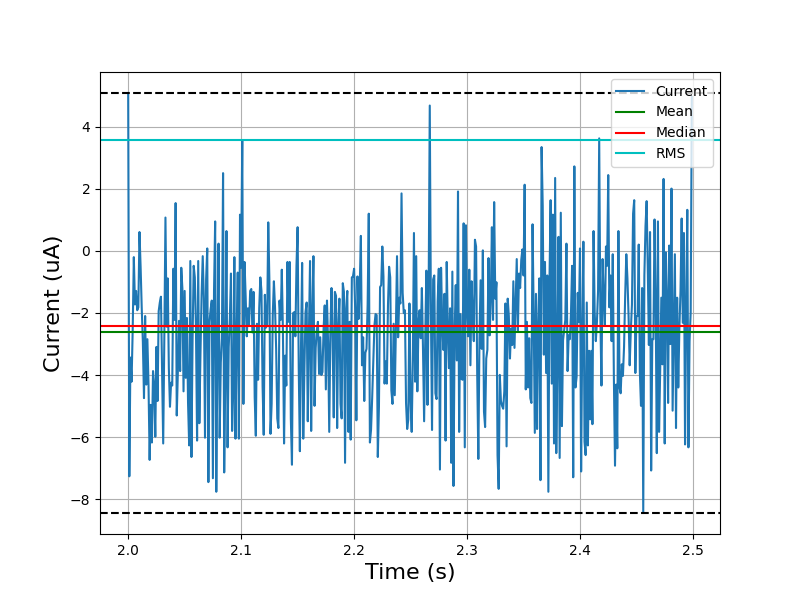 Current
Mean
Median
RMS
4
2
0
−2
−4
−6
−8
Current (uA)
2.0 2.1 2.2 2.3 2.4 2.5
Time (s)